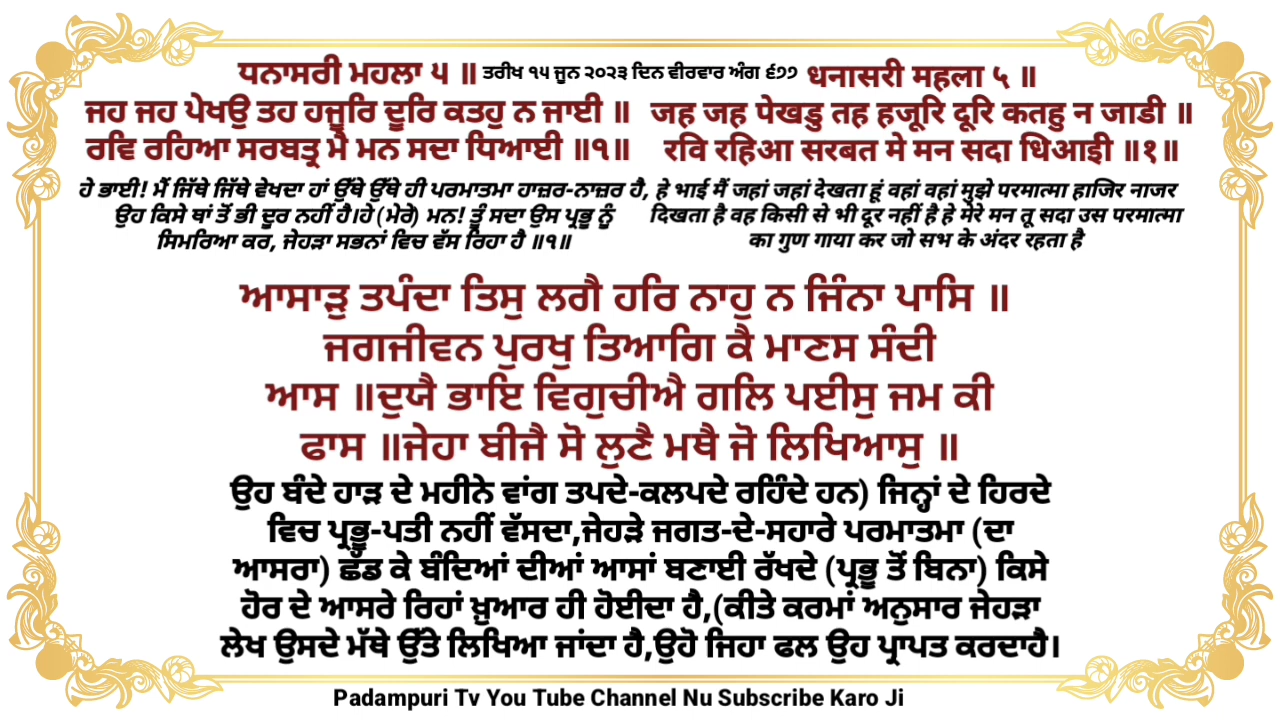 ਧਨਾਸਰੀ ਮਹਲਾ ੫ ॥ ਤਰੀਖ ੧੫ ਜੂਨ ੨੦੨੩ ਦਿਨ ਵੀਰਵਾਰ ਅੰਗ ੬੭੭ धनासरी सहला ५ ॥
ਜਹ ਜਹ ਪੇਖਉ ਤਹ ਹਜੂਰਿ ਦੂਰਿ ਕਤਹੁ ਨ ਜਾਈ ॥
ਰਵਿ ਰਹਿਆ ਸਰਬਤ੍ਰ ਮੈ ਮਨ ਸਦਾ ਧਿਆਈ ॥੧॥
जह जह पेखडु तह हजूरि दूरि कतहु न जाडी ॥
रवि रहिआ सरबत मे सन सदा धिआङी ॥१॥
ਹੇ ਭਾਈ! ਮੈਂ ਜਿੱਥੇ ਜਿੱਥੇ ਵੇਖਦਾ ਹਾਂ ਉੱਥੇ ਉੱਥੇ ਹੀ ਪਰਮਾਤਮਾ ਹਾਜ਼ਰ-ਨਾਜ਼ਰ ਹੈ,
ਉਹ ਕਿਸੇ ਥਾਂ ਤੋਂ ਭੀ ਦੂਰ ਨਹੀਂ ਹੈ।ਹੇ (ਮੇਰੇ) ਮਨ! ਤੂੰ ਸਦਾ ਉਸ ਪ੍ਰਭੂ ਨੂੰ
ਸਿਮਰਿਆ ਕਰ, ਜੇਹੜਾ ਸਭਨਾਂ ਵਿਚ ਵੱਸ ਰਿਹਾ ਹੈ ॥੧॥
हे भाई मैं जहां जहां देखता हूं वहां वहां मुझे परमात्मा हाजिर नाजर
दिखता है वह किसी से भी दूर नहीं है हे मेरे मन तू सदा उस परमात्मा
का गुण गाया कर जो सभ के अंदर रहता है
ਆਸਾੜੁ ਤਪੰਦਾ ਤਿਸੁ ਲਗੈ ਹਰਿ ਨਾਹੁ ਨ ਜਿੰਨਾ ਪਾਸਿ ॥
ਜਗਜੀਵਨ ਪੁਰਖੁ ਤਿਆਗਿ ਕੈ ਮਾਣਸ ਸੰਦੀ
ਆਸ ॥ਦੁਯੈ ਭਾਇ ਵਿਗੁਚੀਐ ਗਲਿ ਪਈਸੁ ਜਮ ਕੀ
ਫਾਸ ॥ਜੇਹਾ ਬੀਜੈ ਸੋ ਲੁਣੈ ਮਥੈ ਜੋ ਲਿਖਿਆਸੁ ॥
ਉਹ ਬੰਦੇ ਹਾੜ ਦੇ ਮਹੀਨੇ ਵਾਂਗ ਤਪਦੇ-ਕਲਪਦੇ ਰਹਿੰਦੇ ਹਨ) ਜਿਨ੍ਹਾਂ ਦੇ ਹਿਰਦੇ
ਵਿਚ ਪ੍ਰਭੂ-ਪਤੀ ਨਹੀਂ ਵੱਸਦਾ,ਜੇਹੜੇ ਜਗਤ-ਦੇ-ਸਹਾਰੇ ਪਰਮਾਤਮਾ (ਦਾ
ਆਸਰਾ) ਛੱਡ ਕੇ ਬੰਦਿਆਂ ਦੀਆਂ ਆਸਾਂ ਬਣਾਈ ਰੱਖਦੇ (ਪ੍ਰਭੂ ਤੋਂ ਬਿਨਾ) ਕਿਸੇ
ਹੋਰ ਦੇ ਆਸਰੇ ਰਿਹਾਂ ਖ਼ੁਆਰ ਹੀ ਹੋਈਦਾ ਹੈ,(ਕੀਤੇ ਕਰਮਾਂ ਅਨੁਸਾਰ ਜੇਹੜਾ
ਲੇਖ ਉਸਦੇ ਮੱਥੇ ਉੱਤੇ ਲਿਖਿਆ ਜਾਂਦਾ ਹੈ,ਉਹੋ ਜਿਹਾ ਫਲ ਉਹ ਪ੍ਰਾਪਤ ਕਰਦਾਹੈ।
Padampuri Tv You Tube Channel Nu Subscribe Karo Ji